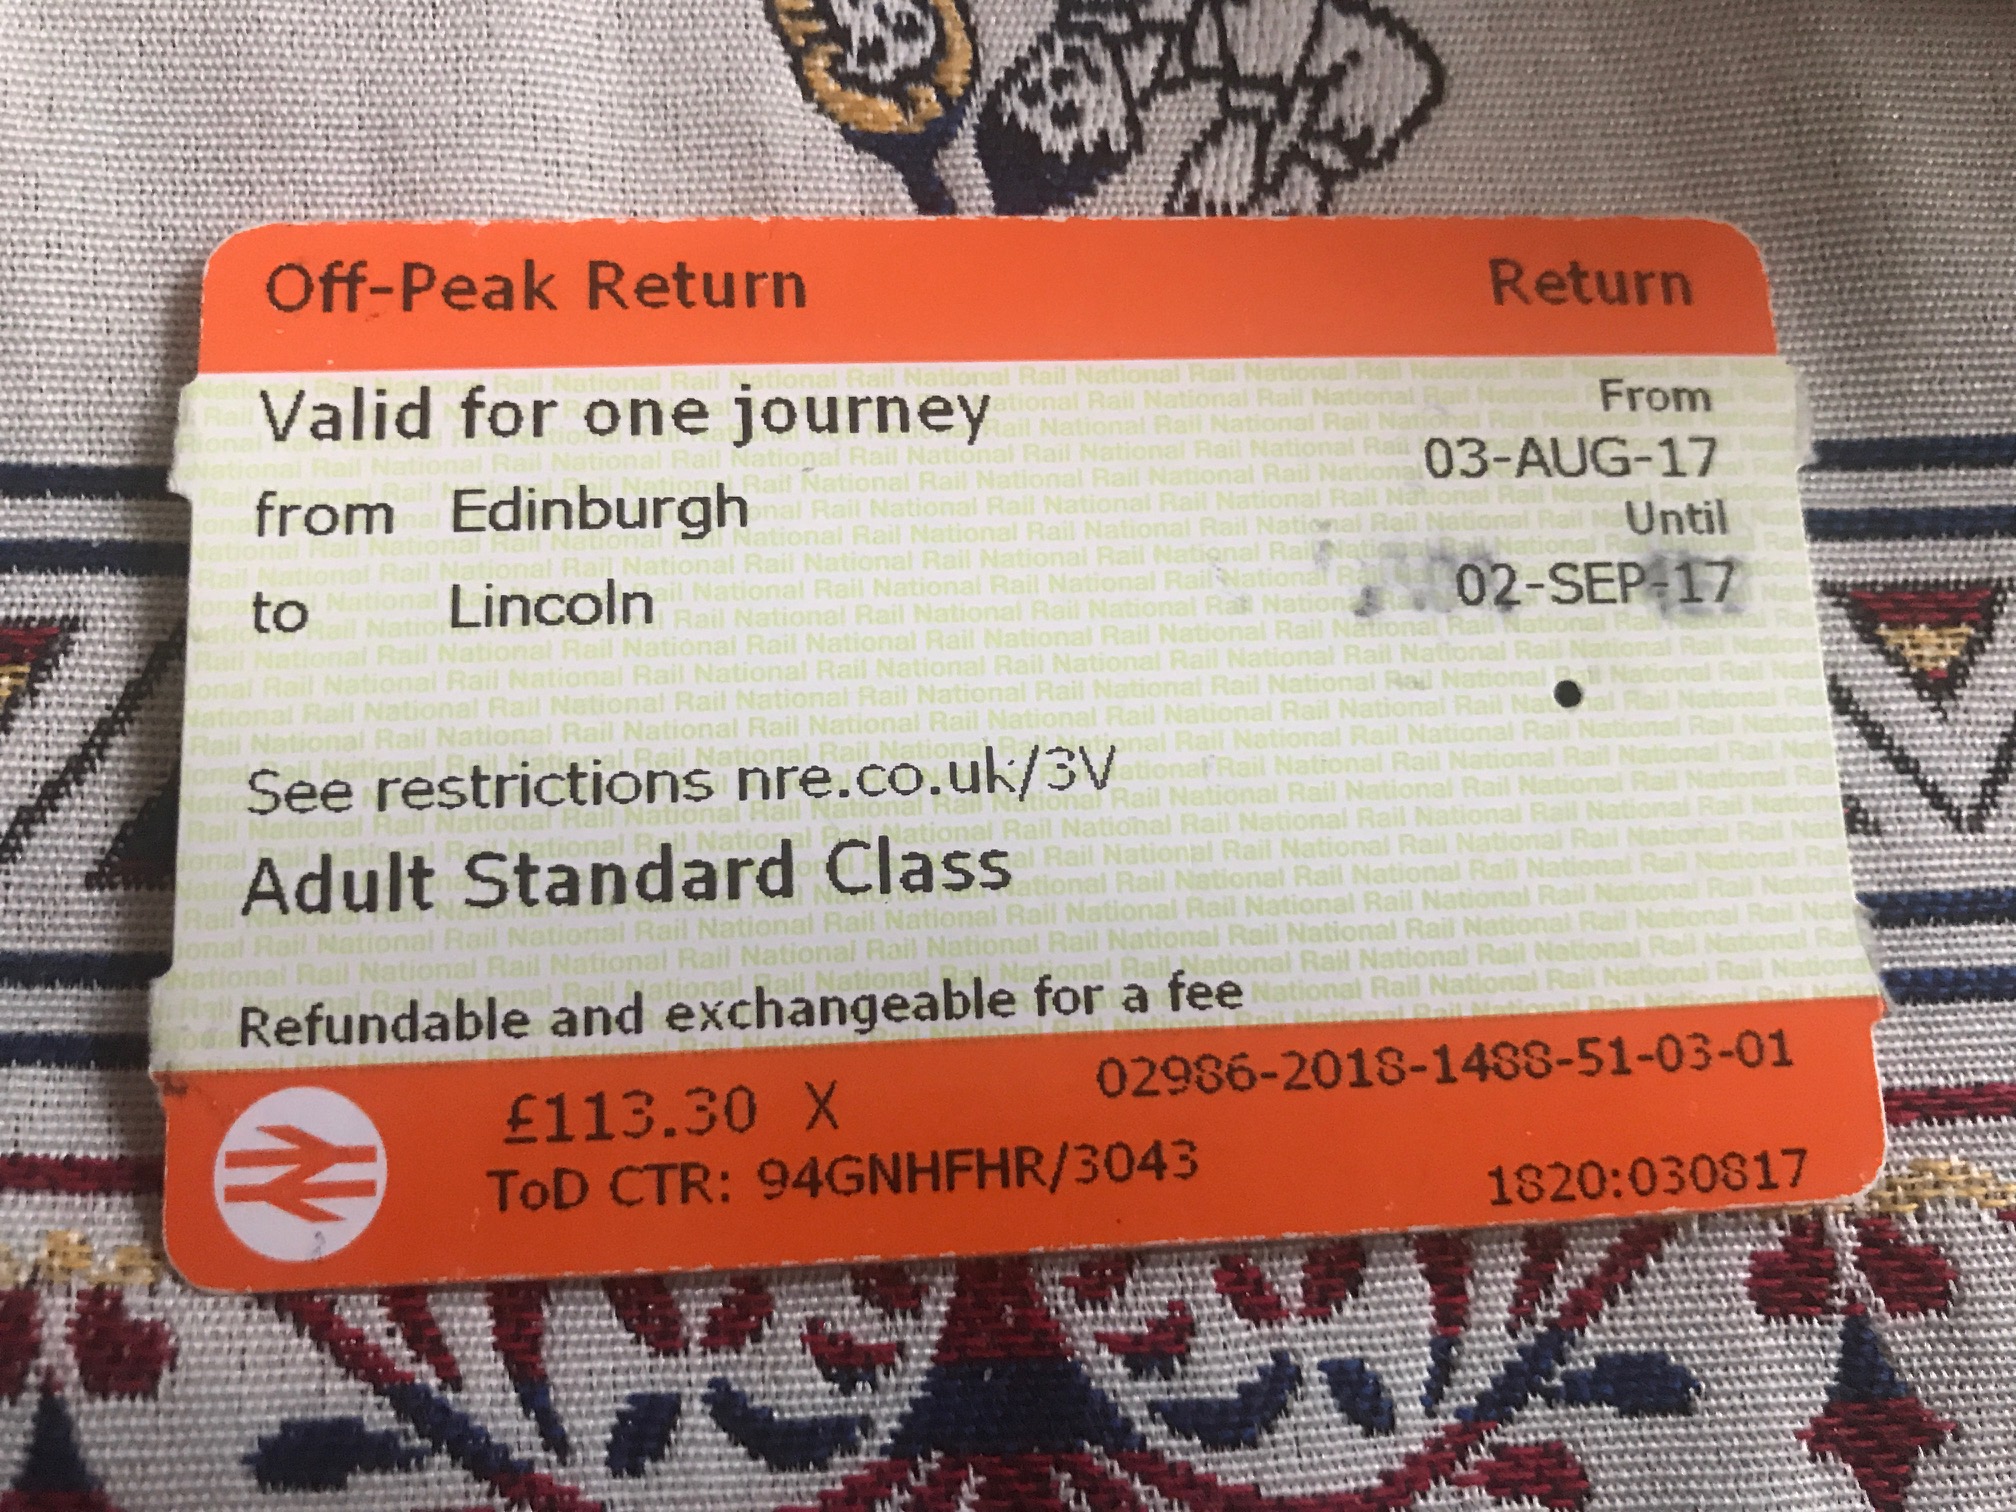 Off-Peak Return Return
Valid for one journey From
03-AUG-17
from Edinburgh Until
to Lincoln 02-SEP-17
See restrictions nre.co.uk/3V
Adult Standard Class
Refundable and exchangeable for a fee
02986-2018-1488-51-03-01
£113.30 X
ToD CTR: 94GNHFHR/3043 1820:030817